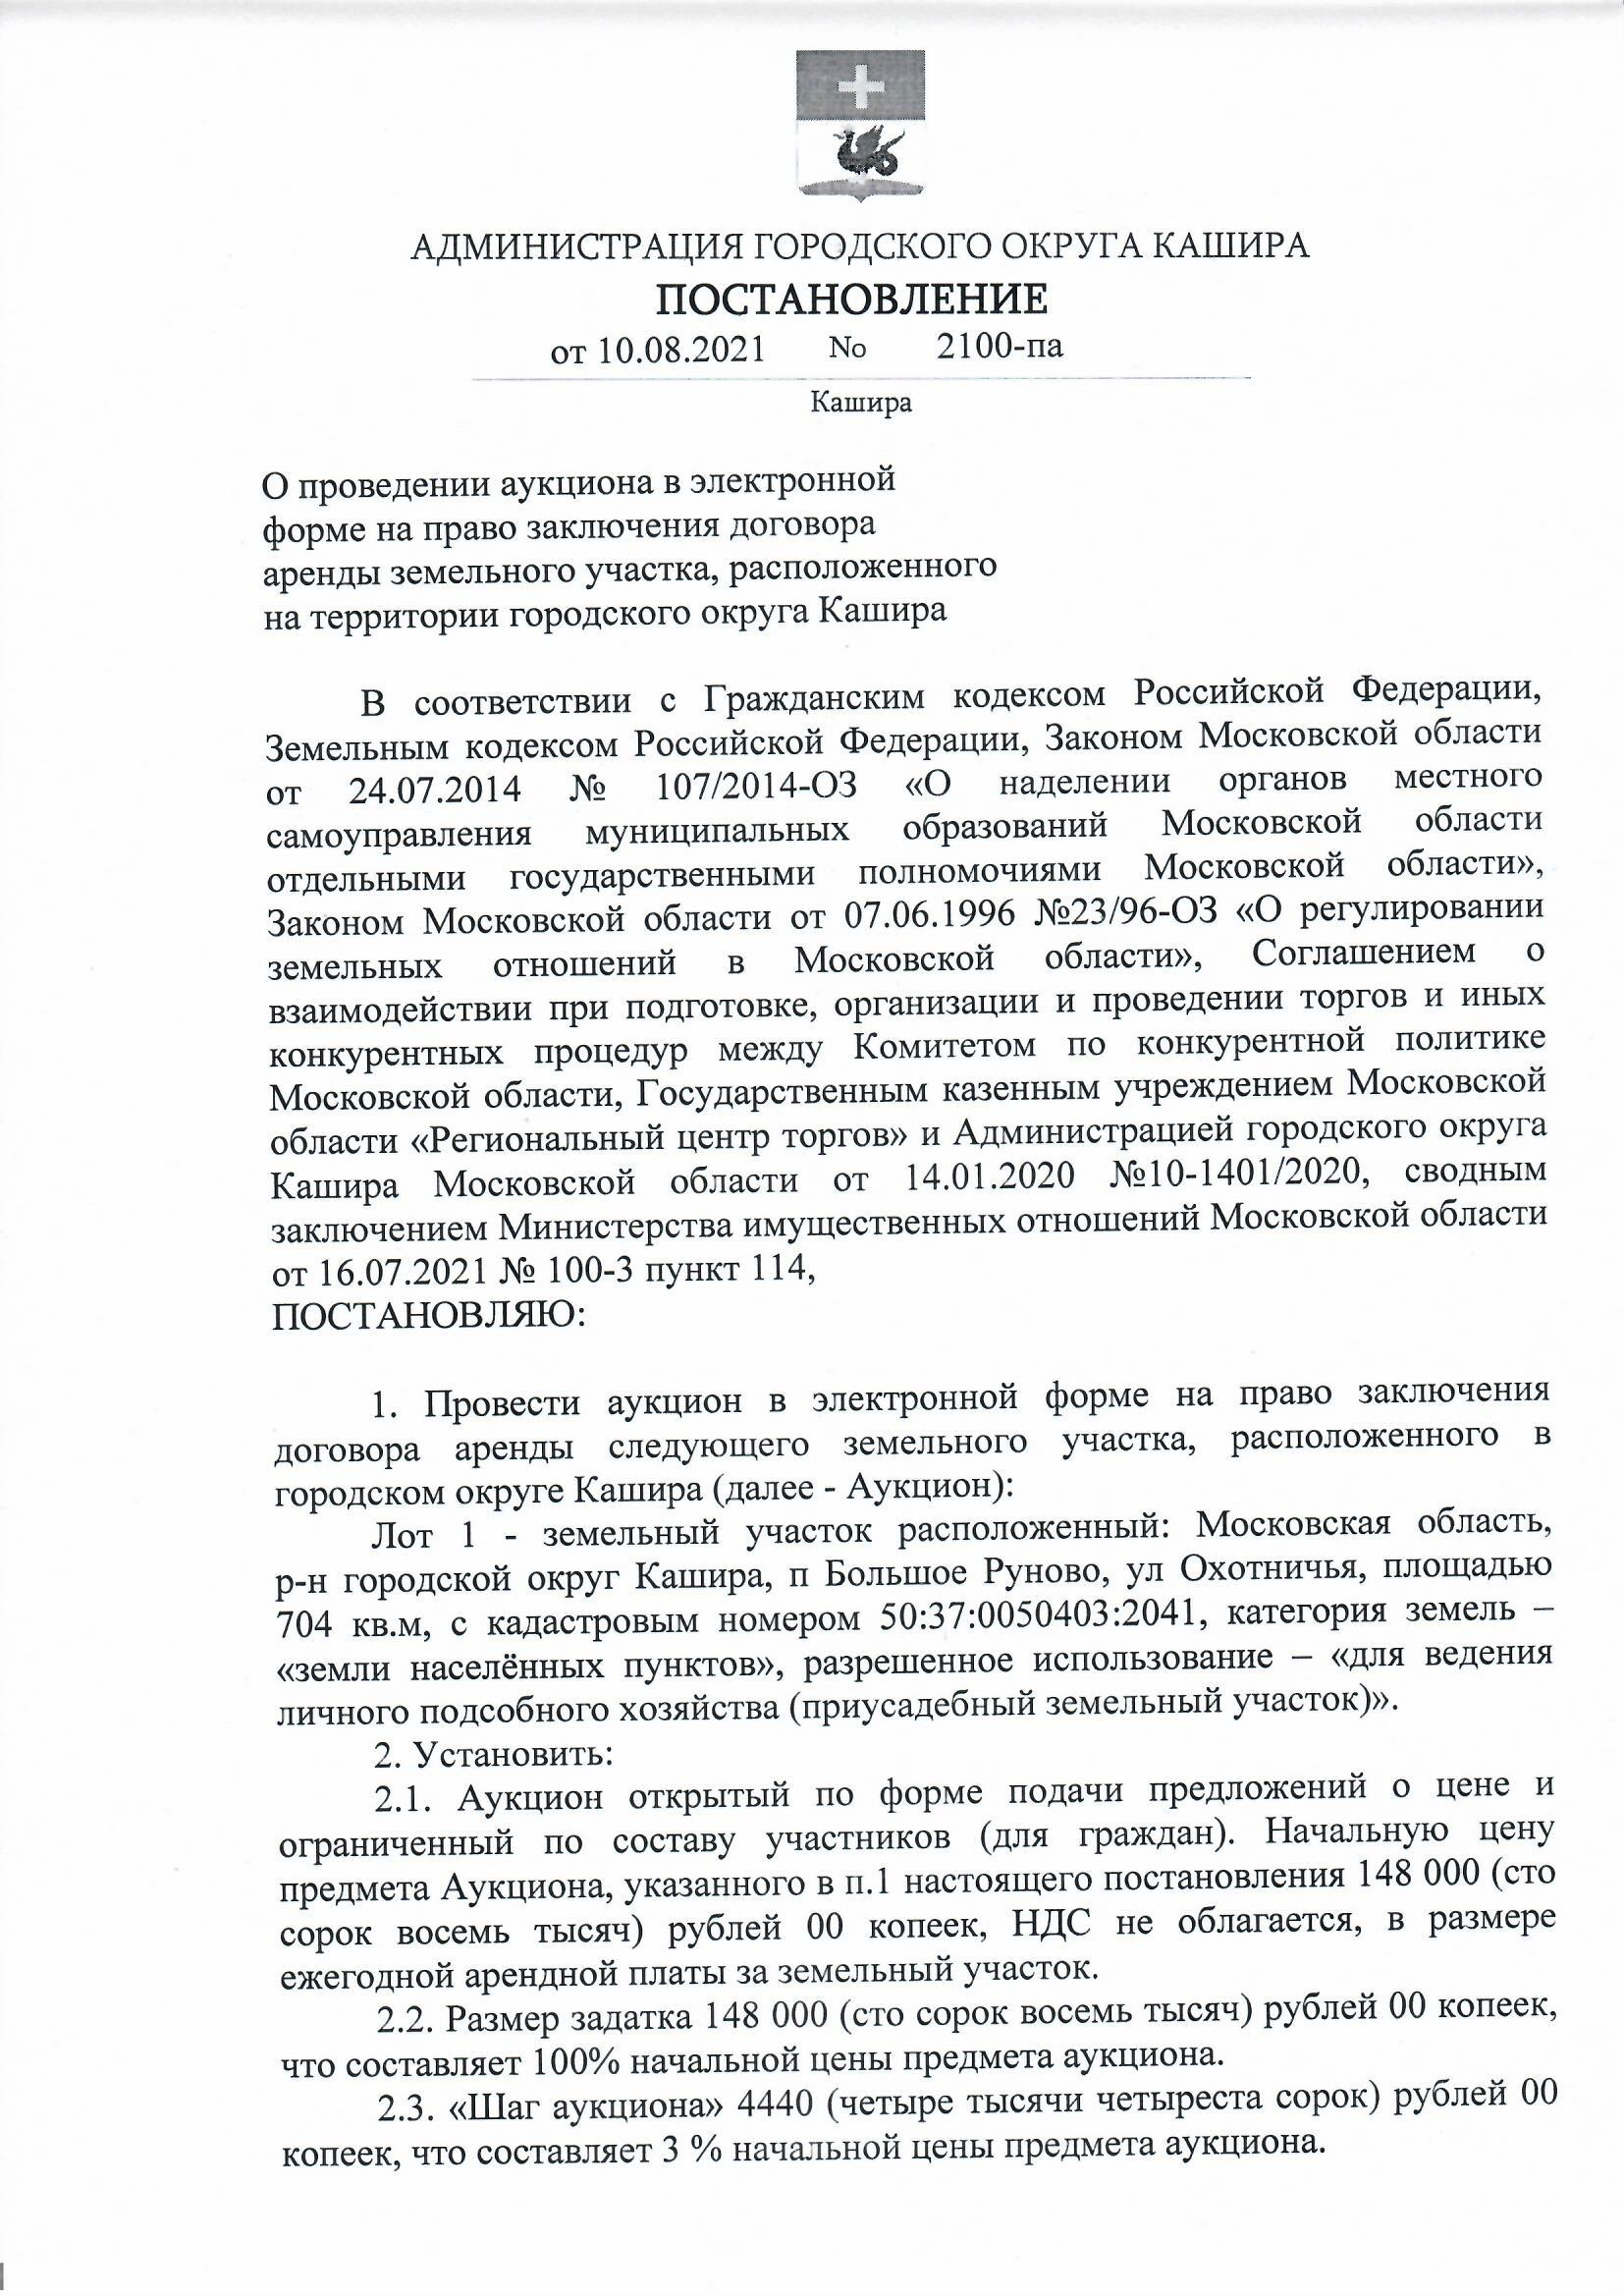 АДМИНИСТРАЦИЯ ГОРОДСКОГО ОКРУГА КАШИРА
ПОСТАНОВЛЕНИЕ
от 10.08.2021 No 2100-па
Кашира
О проведении аукциона в электронной
форме на право заключения договора
аренды земельного участка, расположенного
на территории городского округа Кашира
В соответствии с Гражданским кодексом Российской Федерации,
Земельным кодексом Российской Федерации, Законом Московской области
от 24.07.2014 № 107/2014-ОЗ «О наделении органов местного
самоуправления муниципальных образований Московской области
отдельными государственными полномочиями Московской области»,
Законом Московской области от 07.06.1996 №23/96-ОЗ «О регулировании
земельных отношений в Московской области», Соглашением о
взаимодействии при подготовке, организации и проведении торгов и иных
конкурентных процедур между Комитетом по конкурентной политике
Московской области, Государственным казенным учреждением Московской
области «Региональный центр торгов» и Администрацией городского округа
Кашира Московской области от 14.01.2020 №10-1401/2020, сводным
заключением Министерства имущественных отношений Московской области
от 16.07.2021 № 100-З пункт 114,
ПОСТАНОВЛЯЮ:
1. Провести аукцион в электронной форме на право заключения
договора аренды следующего земельного участка, расположенного в
городском округе Кашира (далее - Аукцион):
Лот 1 - земельный участок расположенный: Московская область,
р-н городской округ Кашира, п Большое Руново, ул Охотничья, площадью
704 кв.м, с кадастровым номером 50:37:0050403:2041, категория земель –
«земли населённых пунктов», разрешенное использование – «для ведения
личного подсобного хозяйства (приусадебный земельный участок)».
2. Установить:
2.1. Аукцион открытый по форме подачи предложений о цене и
ограниченный по составу участников (для граждан). Начальную цену
предмета Аукциона, указанного в п.1 настоящего постановления 148 000 (сто
сорок восемь тысяч) рублей 00 копеек, НДС не облагается, в размере
ежегодной арендной платы за земельный участок.
2.2. Размер задатка 148 000 (сто сорок восемь тысяч) рублей 00 копеек,
что составляет 100% начальной цены предмета аукциона.
2.3. «Шаг аукциона» 4440 (четыре тысячи четыреста сорок) рублей 00
копеек, что составляет 3 % начальной цены предмета аукциона.